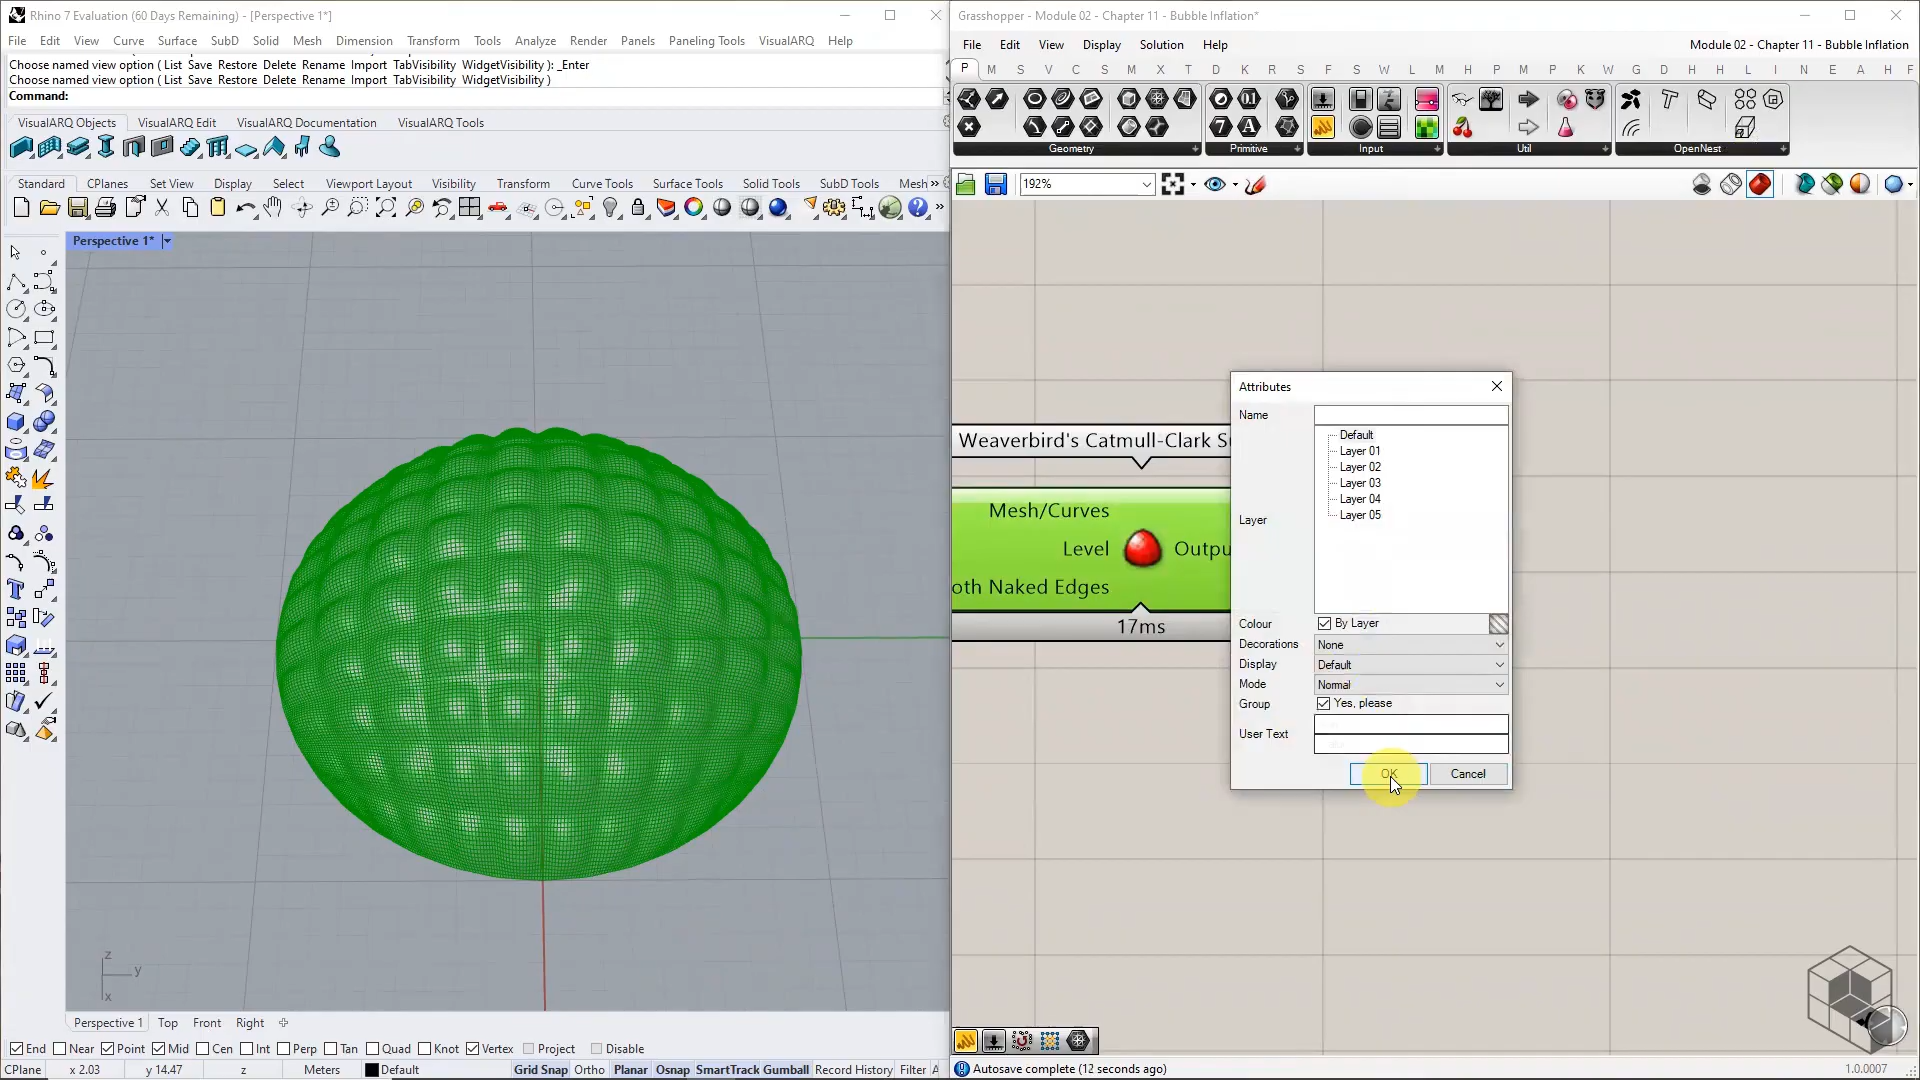 Rhino 7 Evaluation (60 Days Remaining) - [Perspective 1*]
File Edit View Curve Surface SubD Solid Mesh Dimension Transform Tools Analyze Render Panels Paneling Tools VisualARQ Help
Choose named view option ( List Save Restore Delete Rename Import TabVisibility WidgetVisibility ): _Enter
Choose named view option ( List Save Restore Delete Rename Import TabVisibility WidgetVisibility )
Command:
VisualARQ Objects VisualARQ Edit VisualARQ Documentation VisualARQ Tools
Standard CPlanes Set View Display Select Viewport Layout Visibility Transform Curve Tools Surface Tools Solid Tools SubD Tools Mesh
Perspective 1*
z
y
x
Perspective 1 Top Front Right
End Near Point Mid Cen Int Perp Tan Quad Knot Vertex Project Disable
CPlane x 2.03 y 14.47 z Meters Default Grid Snap Ortho Planar Osnap SmartTrack Gumball Record History Filter A
Grasshopper - Module 02 - Chapter 11 - Bubble Inflation*
File Edit View Display Solution Help
Module 02 - Chapter 11 - Bubble Inflation
P M S V C S M X T D K R S F S W L M H P M P K W G D H H L I N E A H F
Geometry Primitive Input Util OpenNest
192%
Weaverbird's Catmull-Clark Su
Mesh/Curves
Level
Outpu
oth Naked Edges
17ms
Attributes
Name
Default
Layer 01
Layer 02
Layer 03
Layer 04
Layer 05
Layer
Colour By Layer
Decorations None
Display Default
Mode Normal
Group Yes, please
User Text
OK Cancel
Autosave complete (12 seconds ago)
1.0.0007